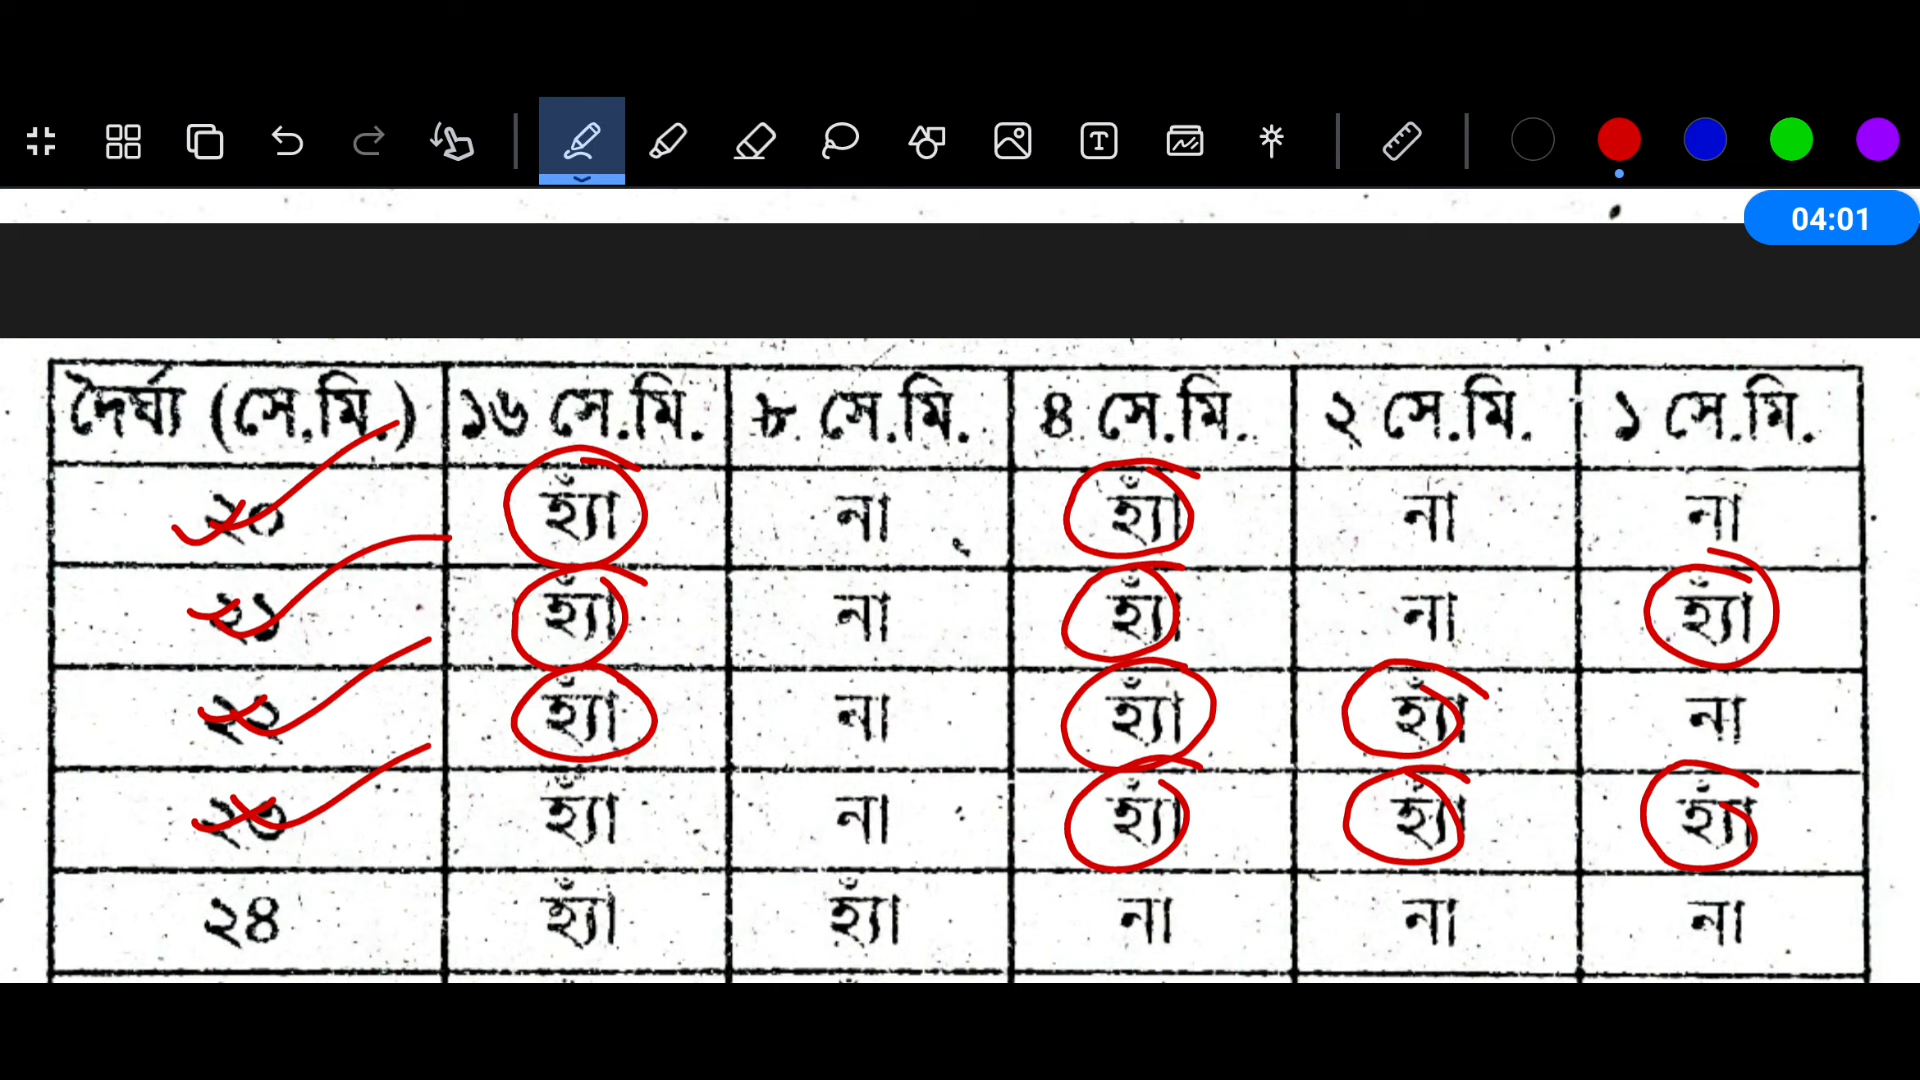 04:01
দৈর্ঘ্য (সে.মি.) ১৬ সে.মি. ৮ সে.মি. ৪ সে.মি. ২ সে.মি. ১ সে.মি.
২০ হ্যাঁ না হ্যাঁ না না
২১ হ্যাঁ না হ্যাঁ না হ্যাঁ
২২ হ্যাঁ না হ্যাঁ হ্যাঁ না
২৩ হ্যাঁ না হ্যাঁ হ্যাঁ হ্যাঁ
২৪ হ্যাঁ হ্যাঁ না না না